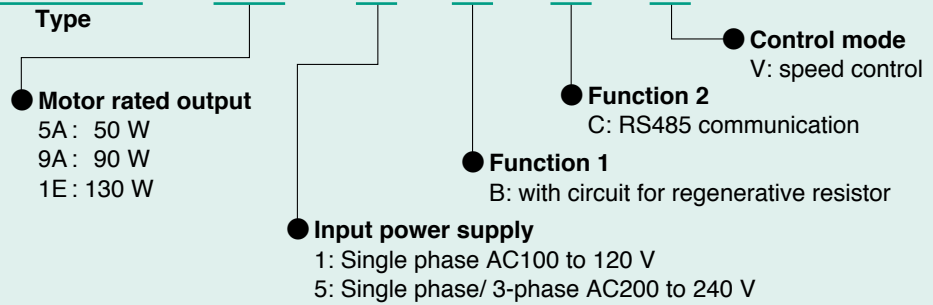 Type
Control mode
V: speed control
Motor rated output
5A : 50 W
9A : 90 W
1E : 130 W
Function 2
C: RS485 communication
Function 1
B: with circuit for regenerative resistor
Input power supply
1: Single phase AC100 to 120 V
5: Single phase/ 3-phase AC200 to 240 V